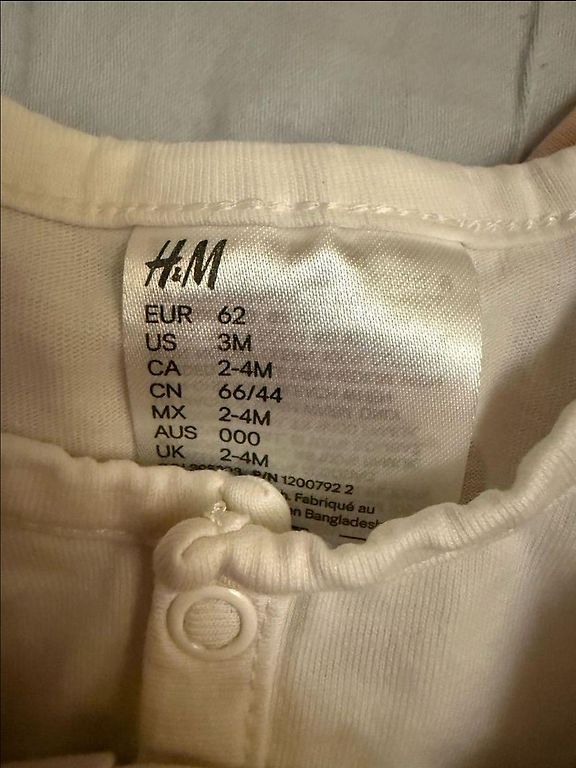 H&M
EUR 62
US 3M
CA 2-4M
CN 66/44
MX 2-4M
AUS 000
UK 2-4M
P/N 1200792 2
Fabriqué au
en Bangladesh